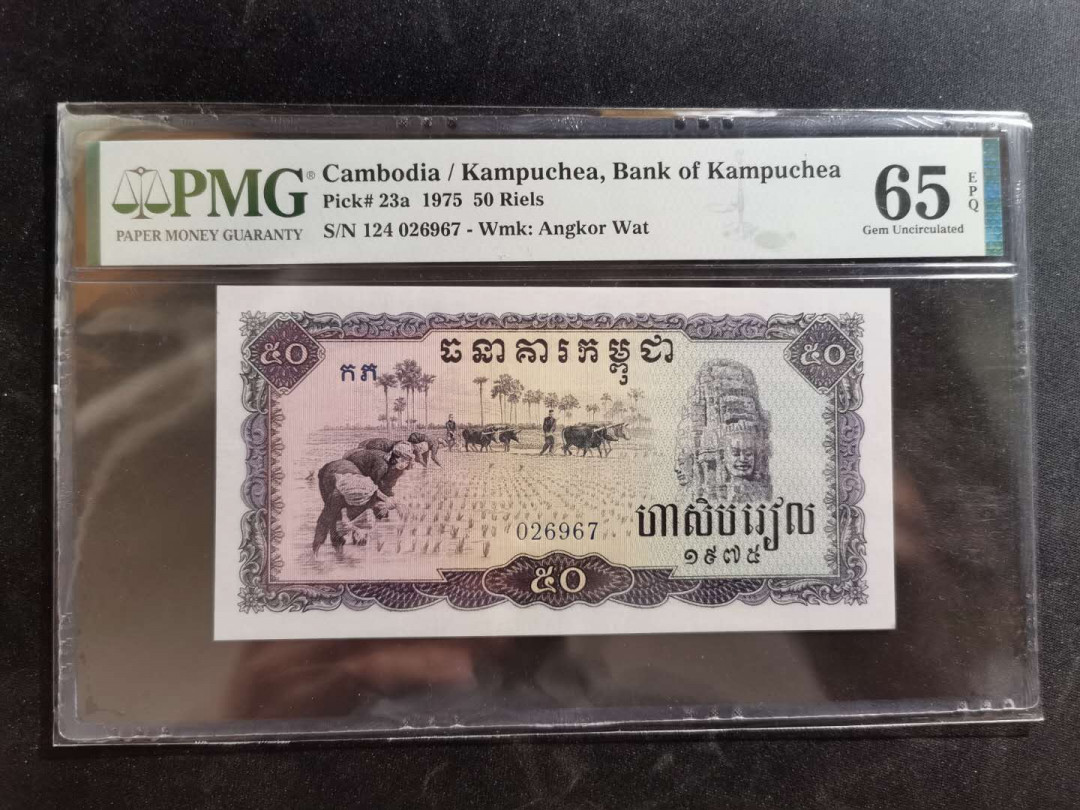 PMG®
PAPER MONEY GUARANTY
Cambodia / Kampuchea, Bank of Kampuchea
Pick# 23a 1975 50 Riels
S/N 124 026967 - Wmk: Angkor Wat
65 EPQ
Gem Uncirculated
៥០
ធនាគារកម្ពុជា
៥០
កភ
026967
ហាសិបរៀល
១៩៧៥
៥០